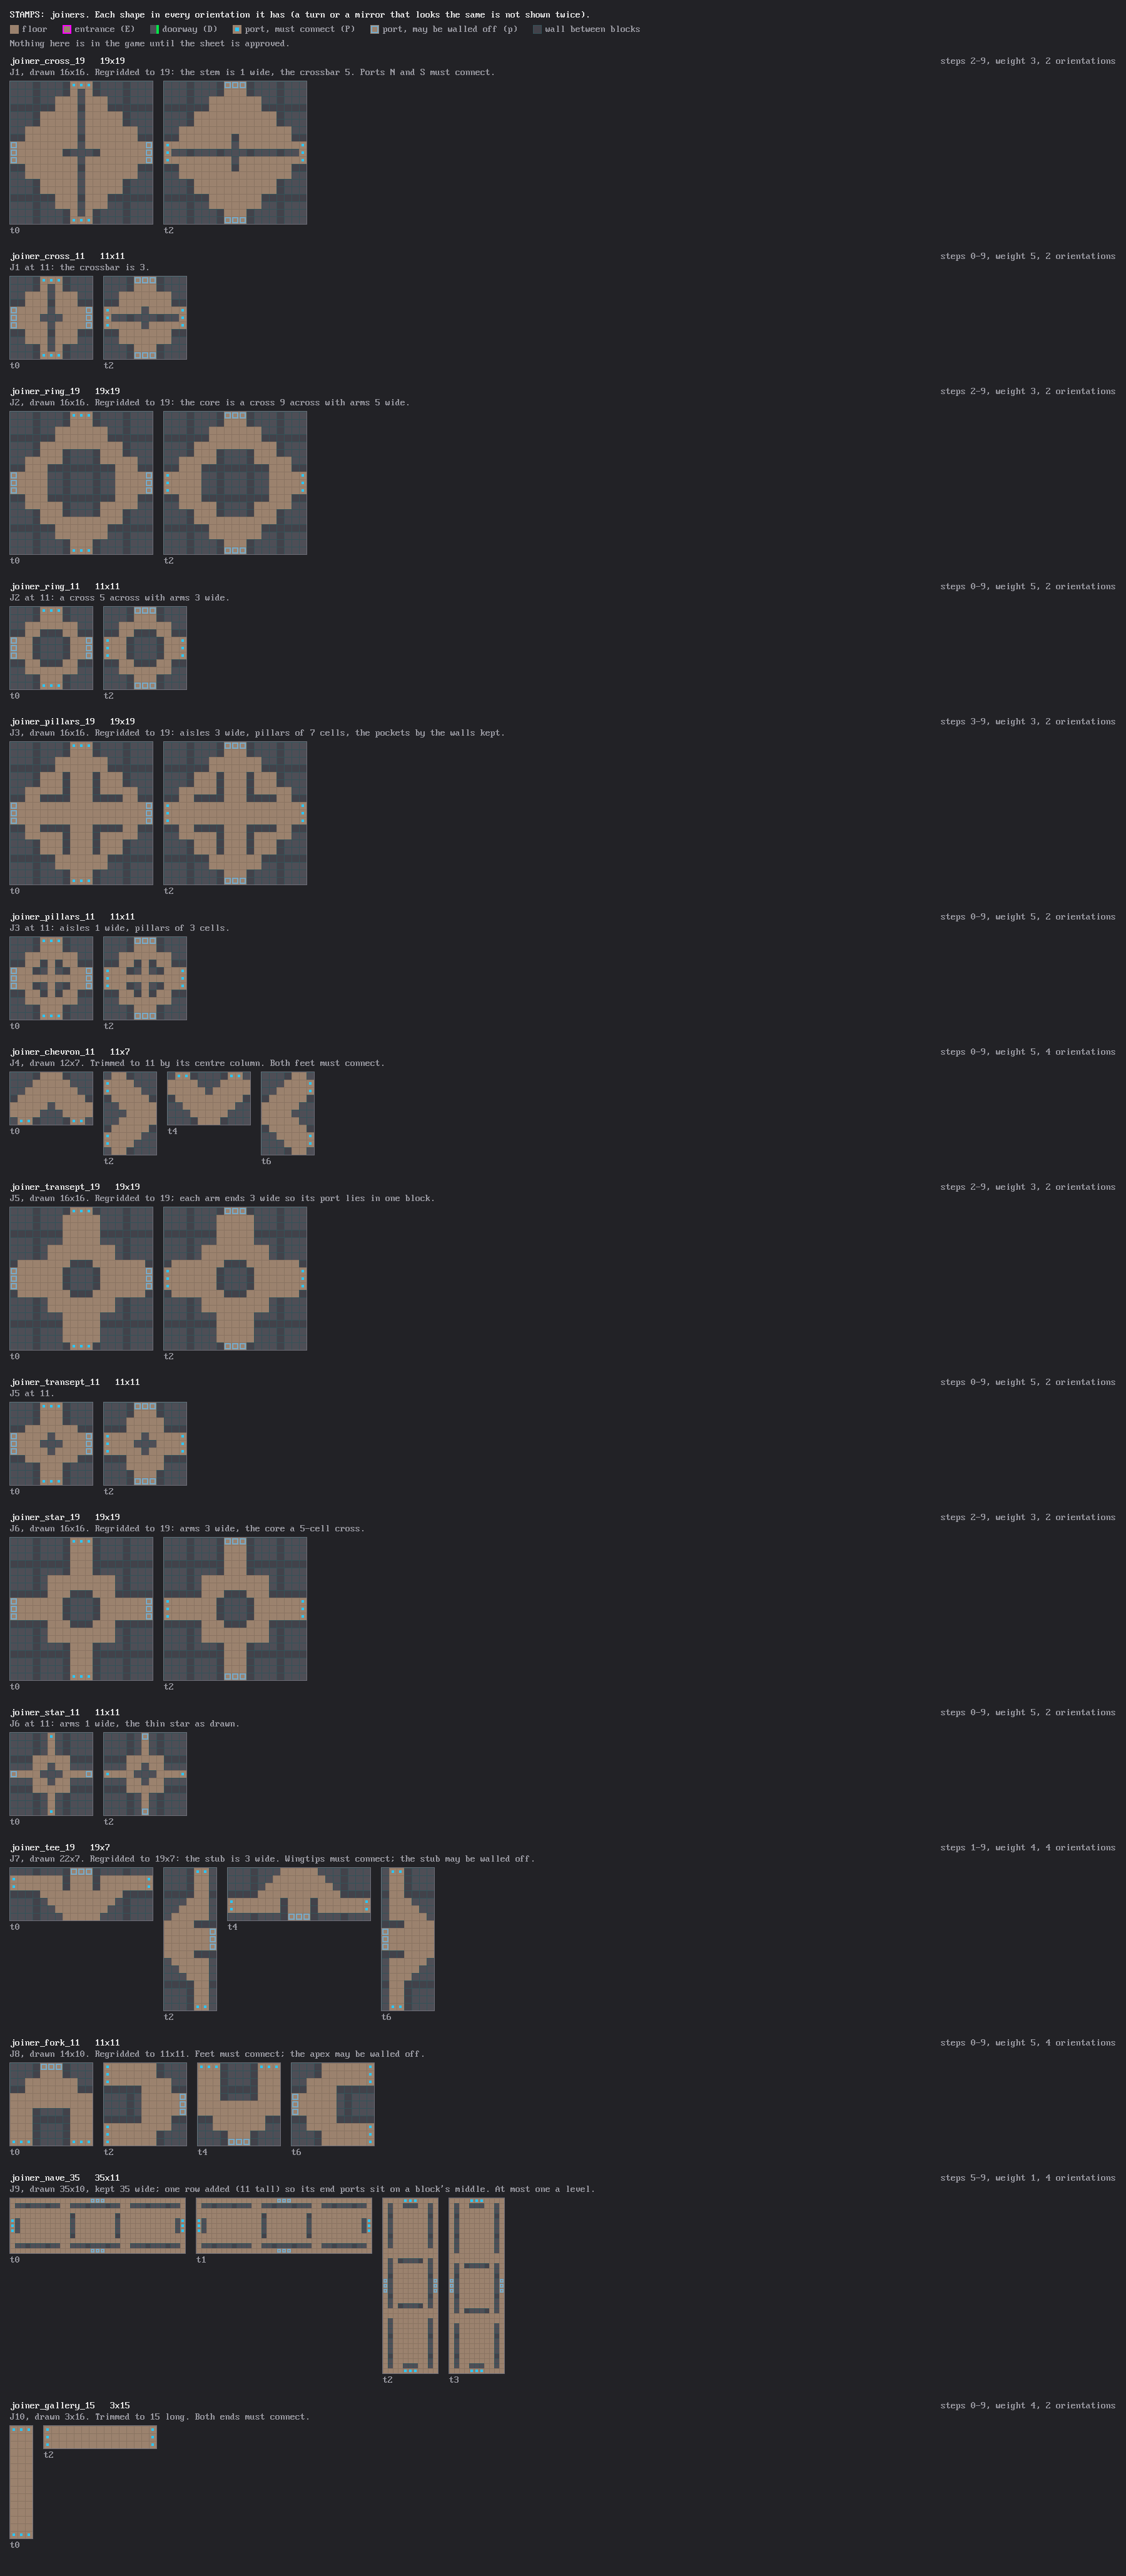 STAMPS: joiners. Each shape in every orientation it has (a turn or a mirror that looks the same is not shown twice).
floor entrance (E) doorway (D) port, must connect (P) port, may be walled off (p) wall between blocks
Nothing here is in the game until the sheet is approved.
joiner_cross_19 19x19 steps 2-9, weight 3, 2 orientations
J1, drawn 16x16. Regridded to 19: the stem is 1 wide, the crossbar 5. Ports N and S must connect.
t0 t2
joiner_cross_11 11x11 steps 0-9, weight 5, 2 orientations
J1 at 11: the crossbar is 3.
t0 t2
joiner_ring_19 19x19 steps 2-9, weight 3, 2 orientations
J2, drawn 16x16. Regridded to 19: the core is a cross 9 across with arms 5 wide.
t0 t2
joiner_ring_11 11x11 steps 0-9, weight 5, 2 orientations
J2 at 11: a cross 5 across with arms 3 wide.
t0 t2
joiner_pillars_19 19x19 steps 3-9, weight 3, 2 orientations
J3, drawn 16x16. Regridded to 19: aisles 3 wide, pillars of 7 cells, the pockets by the walls kept.
t0 t2
joiner_pillars_11 11x11 steps 0-9, weight 5, 2 orientations
J3 at 11: aisles 1 wide, pillars of 3 cells.
t0 t2
joiner_chevron_11 11x7 steps 0-9, weight 5, 4 orientations
J4, drawn 12x7. Trimmed to 11 by its centre column. Both feet must connect.
t0 t4
t2 t6
joiner_transept_19 19x19 steps 2-9, weight 3, 2 orientations
J5, drawn 16x16. Regridded to 19; each arm ends 3 wide so its port lies in one block.
t0 t2
joiner_transept_11 11x11 steps 0-9, weight 5, 2 orientations
J5 at 11.
t0 t2
joiner_star_19 19x19 steps 2-9, weight 3, 2 orientations
J6, drawn 16x16. Regridded to 19: arms 3 wide, the core a 5-cell cross.
t0 t2
joiner_star_11 11x11 steps 0-9, weight 5, 2 orientations
J6 at 11: arms 1 wide, the thin star as drawn.
t0 t2
joiner_tee_19 19x7 steps 1-9, weight 4, 4 orientations
J7, drawn 22x7. Regridded to 19x7: the stub is 3 wide. Wingtips must connect; the stub may be walled off.
t0 t4
t2 t6
joiner_fork_11 11x11 steps 0-9, weight 5, 4 orientations
J8, drawn 14x10. Regridded to 11x11. Feet must connect; the apex may be walled off.
t0 t2 t4 t6
joiner_nave_35 35x11 steps 5-9, weight 1, 4 orientations
J9, drawn 35x10, kept 35 wide; one row added (11 tall) so its end ports sit on a block's middle. At most one a level.
t0 t1
t2 t3
joiner_gallery_15 3x15 steps 0-9, weight 4, 2 orientations
J10, drawn 3x16. Trimmed to 15 long. Both ends must connect.
t2
t0